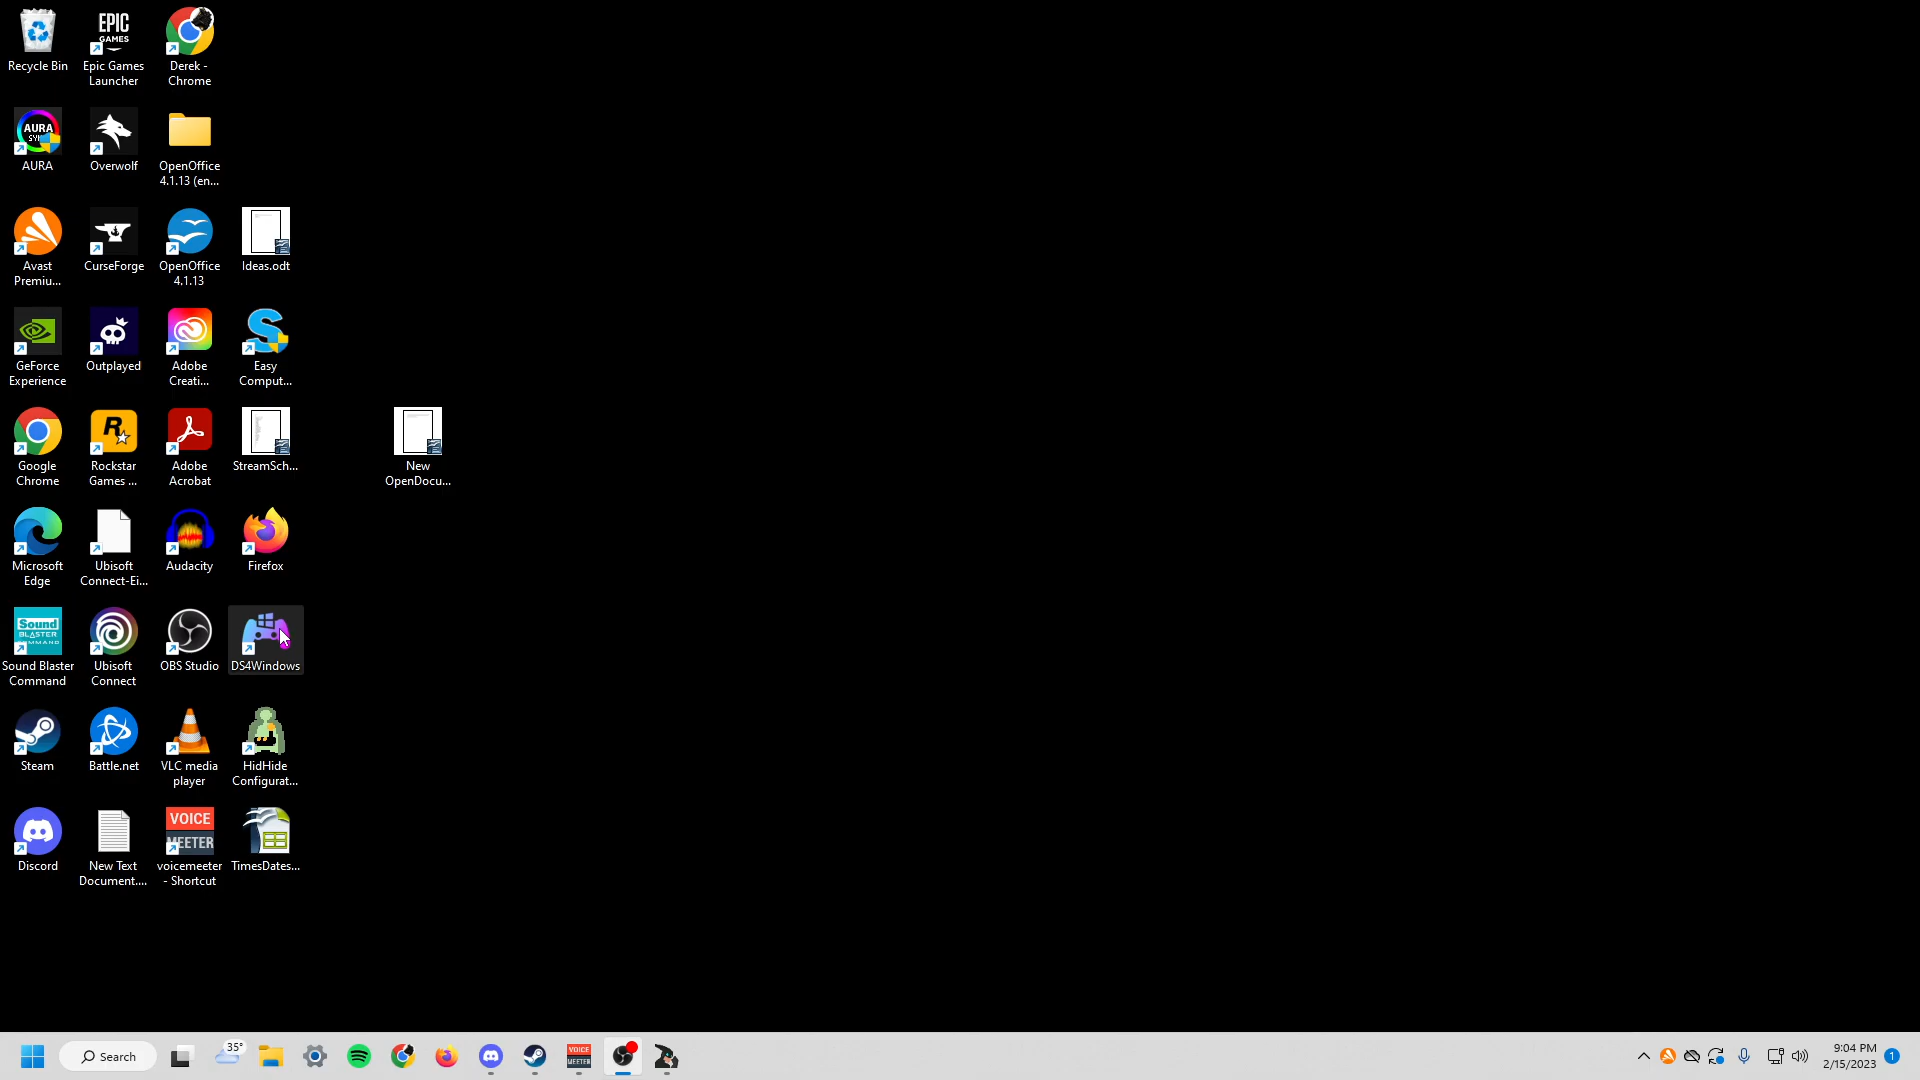 Recycle Bin
EPIC
GAMES
Epic Games
Launcher
Derek -
Chrome
AURA
AURA
Overwolf
OpenOffice
4.1.13 (en...
Avast
Premiu...
CurseForge
OpenOffice
4.1.13
Ideas.odt
GeForce
Experience
Outplayed
Adobe
Creati...
S
Easy
Comput...
Google
Chrome
R
Rockstar
Games ...
Adobe
Acrobat
StreamSch...
New
OpenDocu...
Microsoft
Edge
Ubisoft
Connect-Ei...
Audacity
Firefox
Sound
BLASTER
Sound Blaster
Command
Ubisoft
Connect
OBS Studio
DS4Windows
Steam
Battle.net
VLC media
player
HidHide
Configurat...
Discord
New Text
Document....
VOICE
MEETER
voicemeeter
- Shortcut
TimesDates...
Search
35°
VOICE
MEETER
9:04 PM
2/15/2023
1